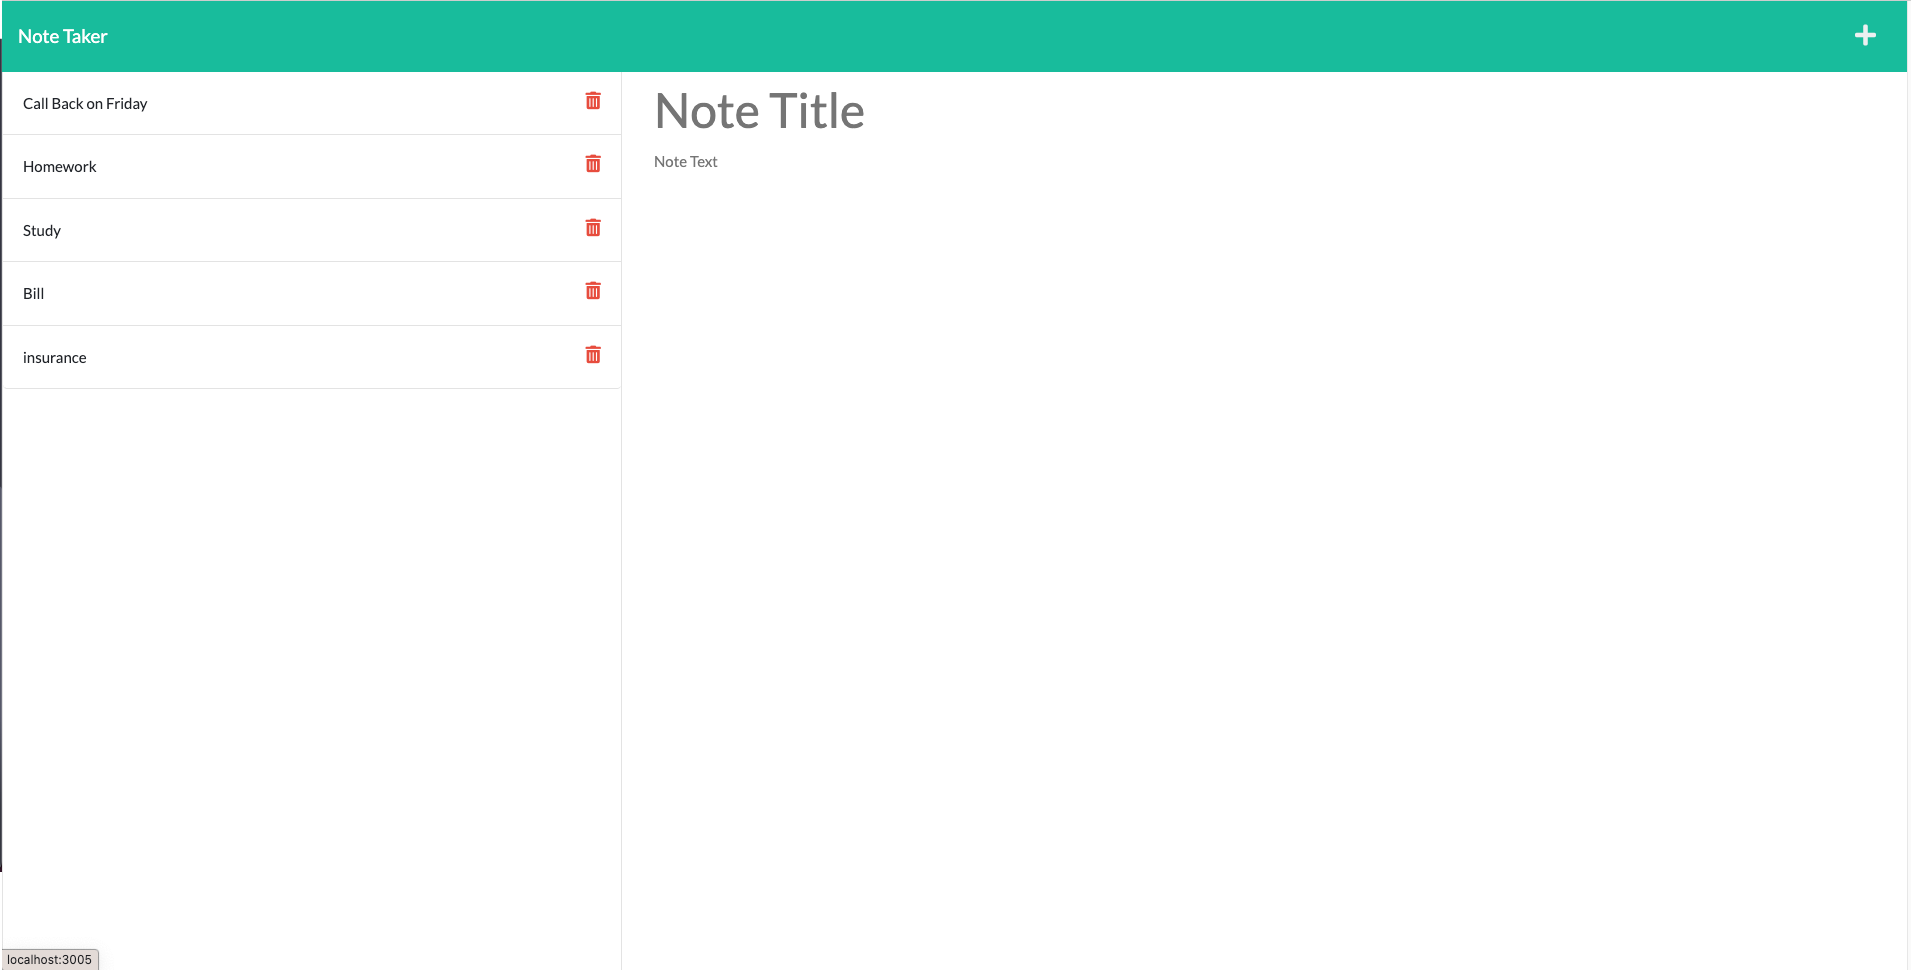 Note Taker
Call Back on Friday
Homework
Study
Bill
insurance
Note Title
Note Text
localhost:3005